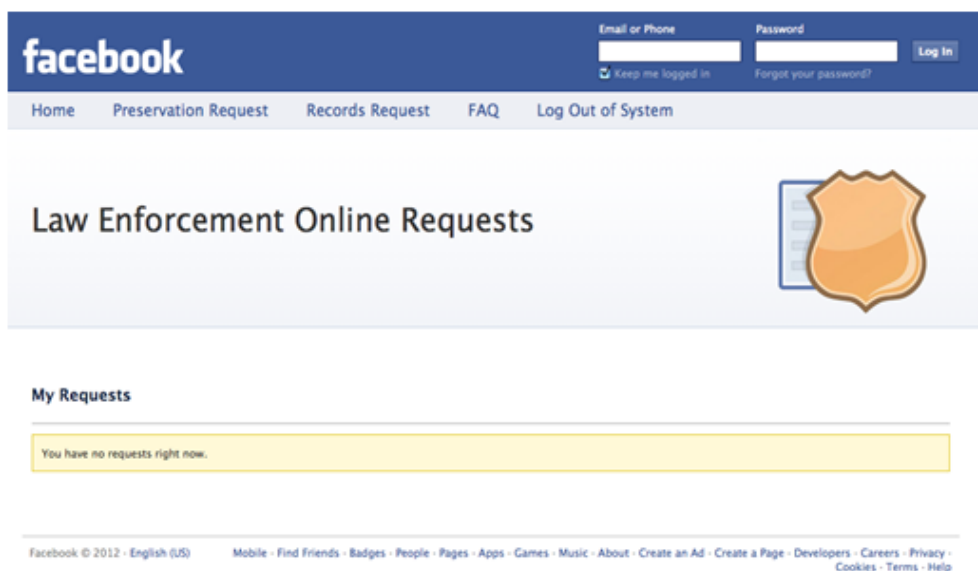 facebook
Email or Phone
Password
Log In
Keep me logged in
Forgot your password?
Home
Preservation Request
Records Request
FAQ
Log Out of System
Law Enforcement Online Requests
My Requests
You have no requests right now.
Facebook © 2012 · English (US)
Mobile · Find Friends · Badges · People · Pages · Apps · Games · Music · About · Create an Ad · Create a Page · Developers · Careers · Privacy ·
Cookies · Terms · Help